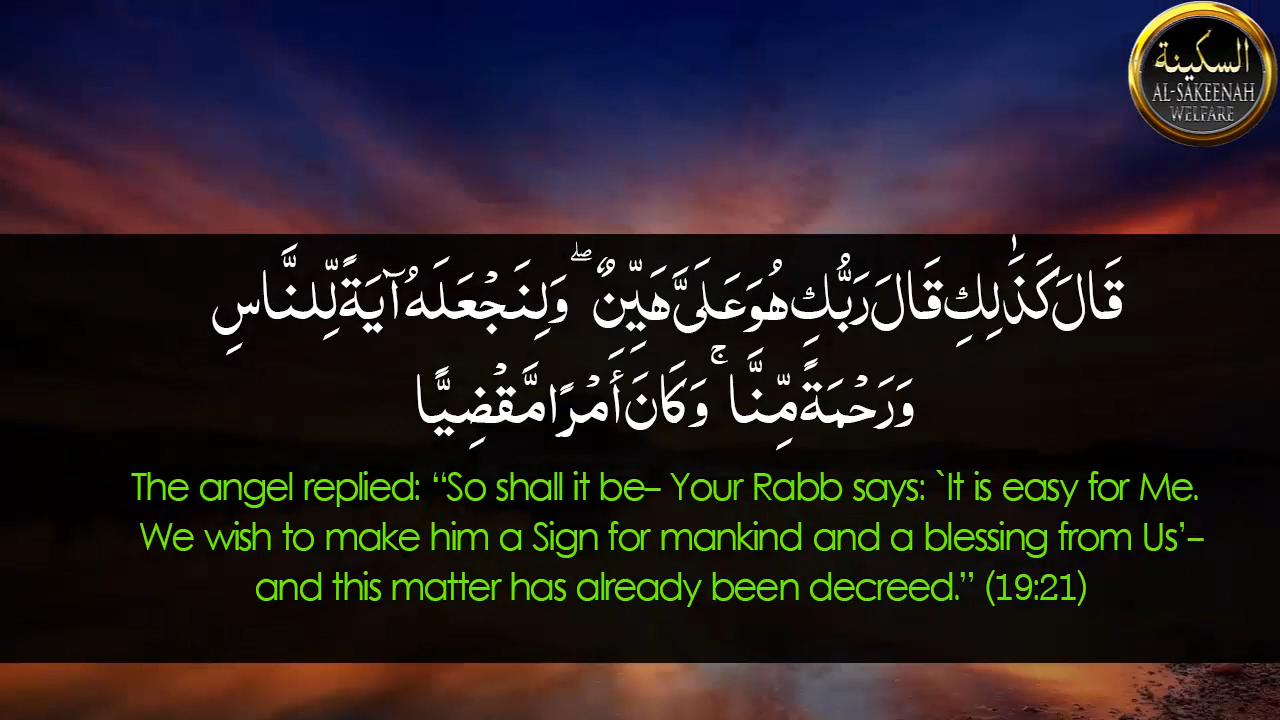 السكينة
AL-SAKEENAH
WELFARE
قَالَ كَذَٰلِكِ قَالَ رَبُّكِ هُوَ عَلَيَّ هَيِّنٌ ۖ وَلِنَجْعَلَهُ آيَةً لِّلنَّاسِ
وَرَحْمَةً مِّنَّا ۚ وَكَانَ أَمْرًا مَّقْضِيًّا
The angel replied: “So shall it be– Your Rabb says: `It is easy for Me.
We wish to make him a Sign for mankind and a blessing from Us’–
and this matter has already been decreed.” (19:21)